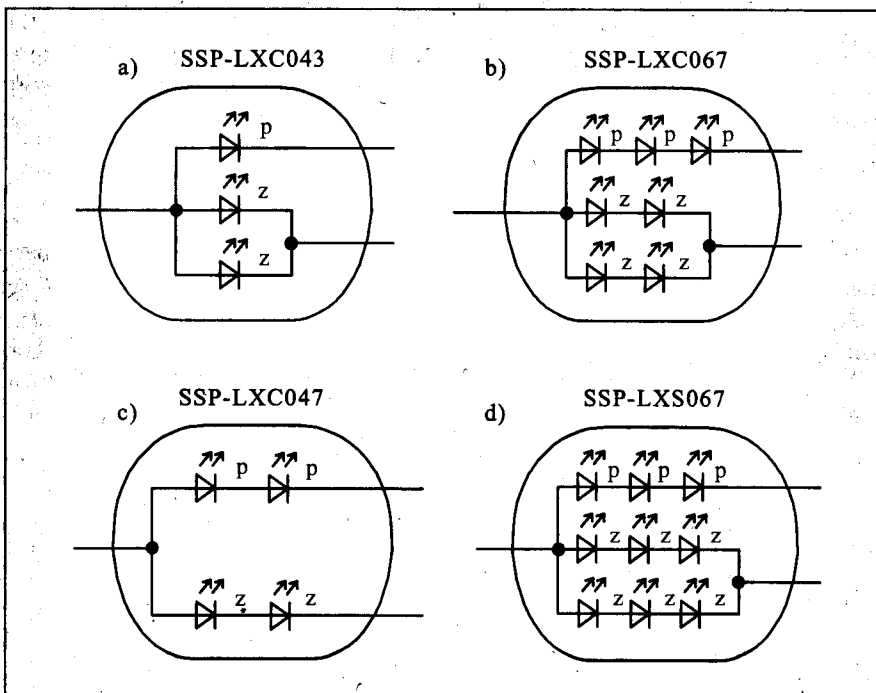 a) SSP-LXC043
p
z
z
b) SSP-LXC067
p p p
z z
z z
c) SSP-LXC047
p p
z z
d) SSP-LXS067
p p p
z z z
z z z